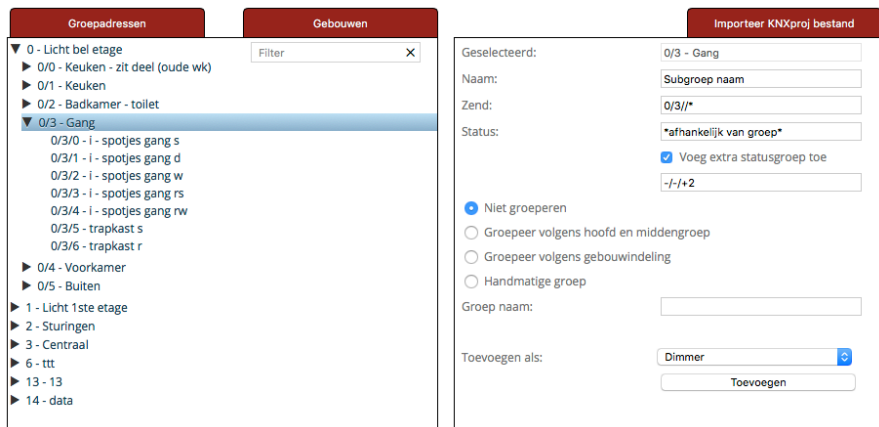 Groepadressen
Gebouwen
Importeer KNXproj bestand
0 - Licht bel etage
Filter
0/0 - Keuken - zit deel (oude wk)
0/1 - Keuken
0/2 - Badkamer - toilet
0/3 - Gang
0/3/0 - i - spotjes gang s
0/3/1 - i - spotjes gang d
0/3/2 - i - spotjes gang w
0/3/3 - i - spotjes gang rs
0/3/4 - i - spotjes gang rw
0/3/5 - trapkast s
0/3/6 - trapkast r
0/4 - Voorkamer
0/5 - Buiten
1 - Licht 1ste etage
2 - Sturingen
3 - Centraal
6 - ttt
13 - 13
14 - data
Geselecteerd: 0/3 - Gang
Naam: Subgroep naam
Zend: 0/3//*
Status: *afhankelijk van groep*
Voeg extra statusgroep toe
-/-/+2
Niet groeperen
Groepeer volgens hoofd en middengroep
Groepeer volgens gebouwindeling
Handmatige groep
Groep naam:
Toevoegen als: Dimmer
Toevoegen